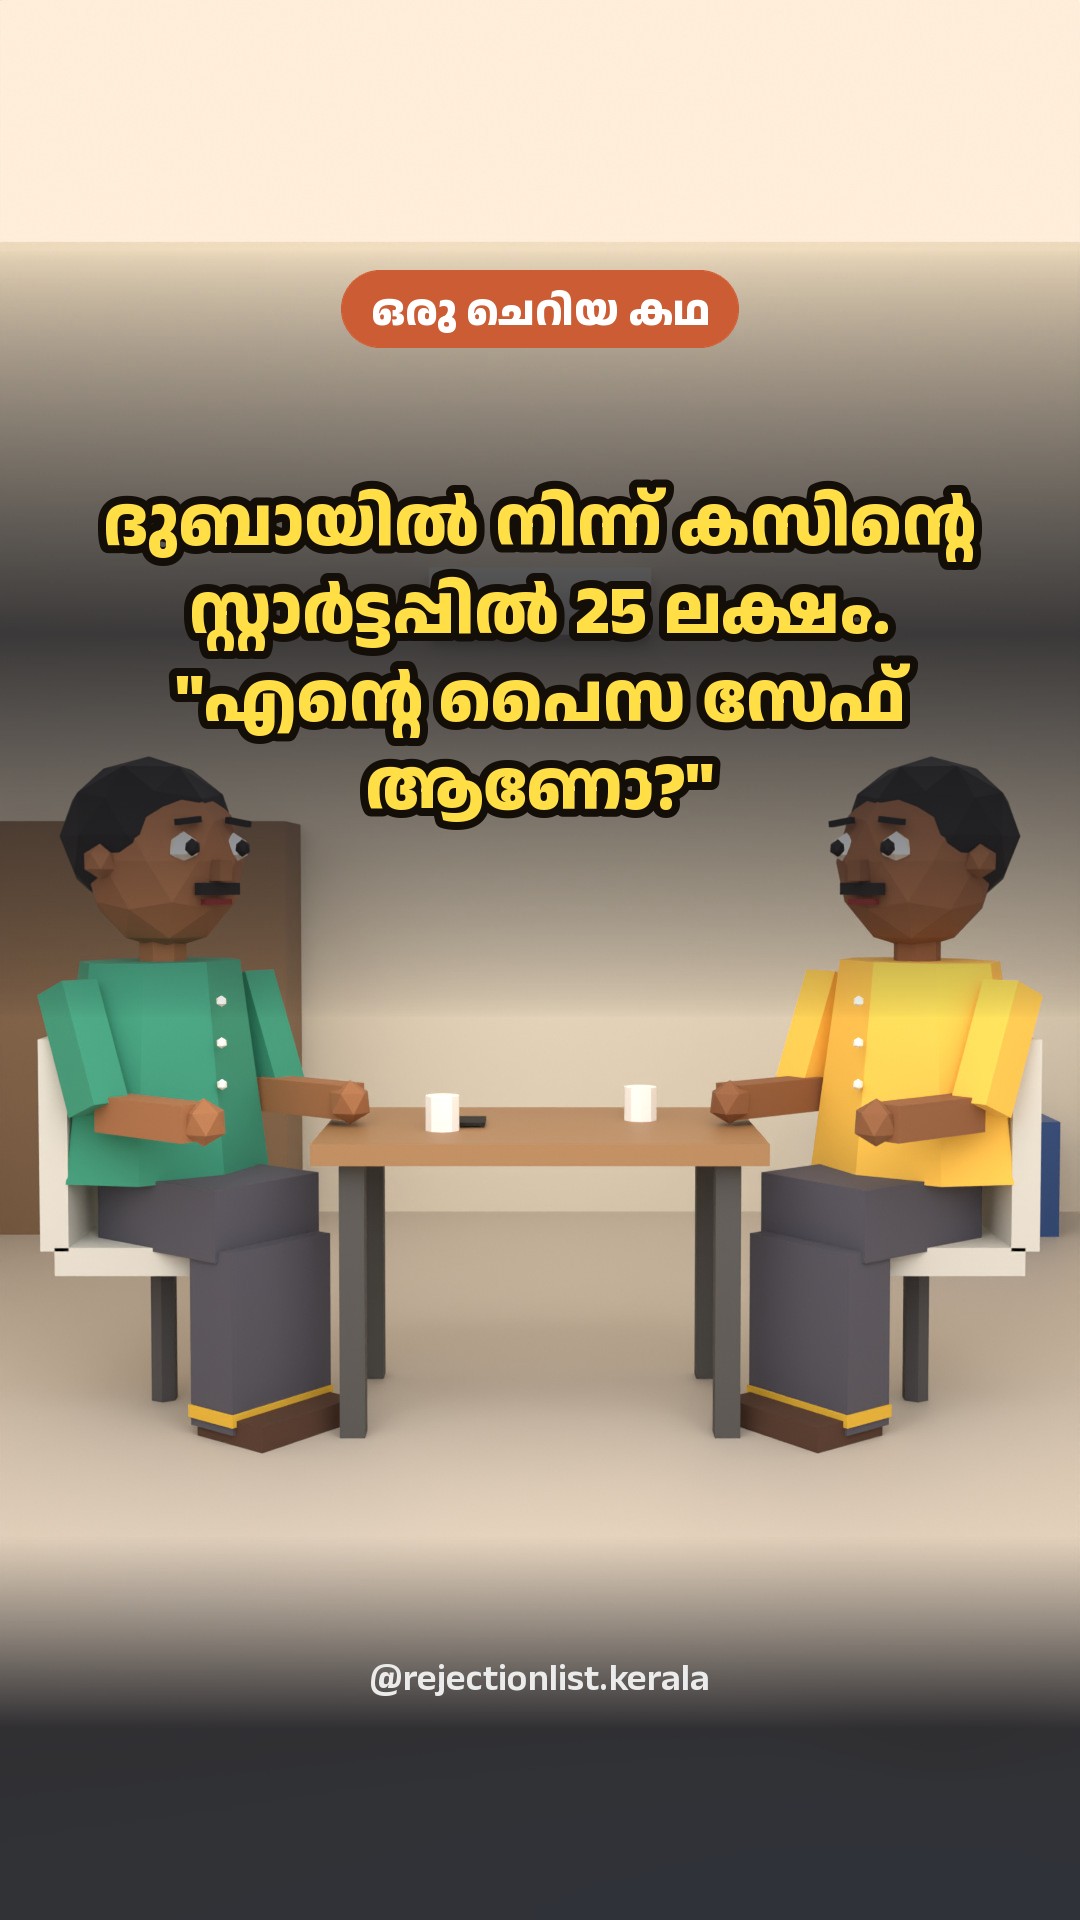 ഒരു ചെറിയ കഥ
ദുബായിൽ നിന്ന് കസിന്റെ
സ്റ്റാർട്ടപ്പിൽ 25 ലക്ഷം.
"എന്റെ പൈസ സേഫ്
ആണോ?"
@rejectionlist.kerala